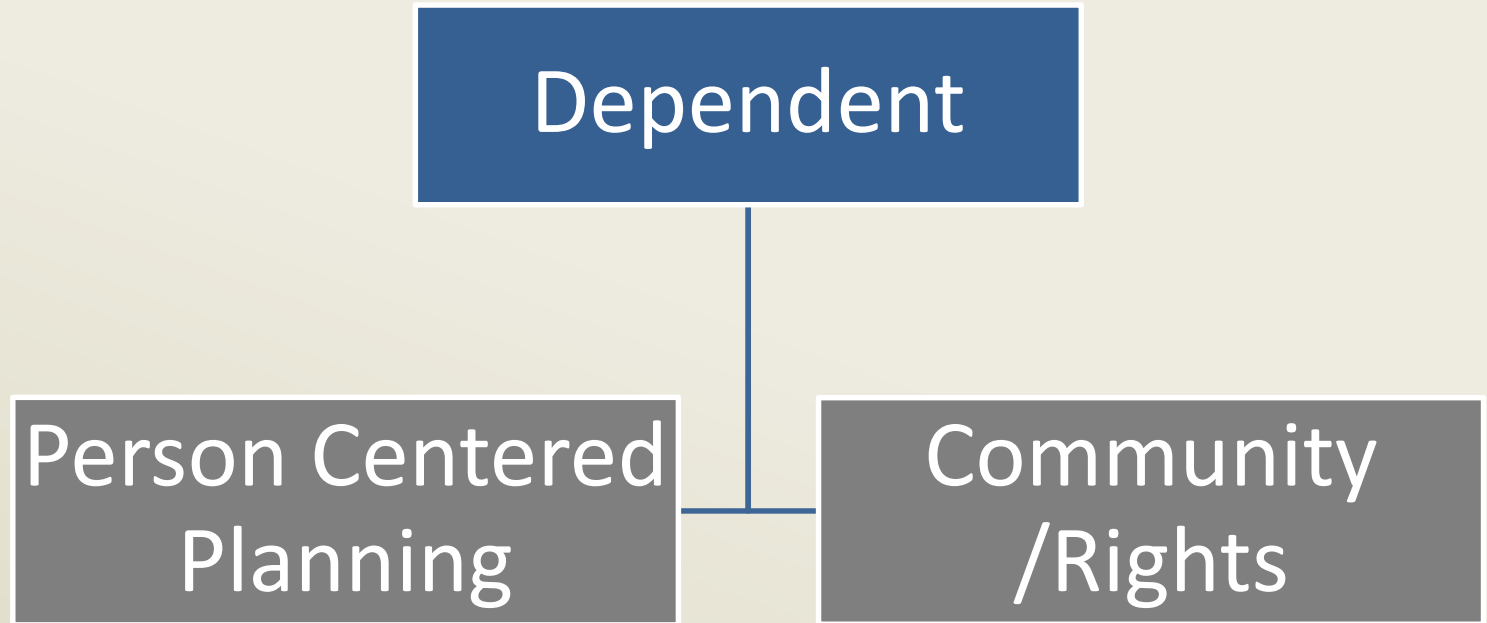 Dependent
Person Centered
Planning
Community
/Rights